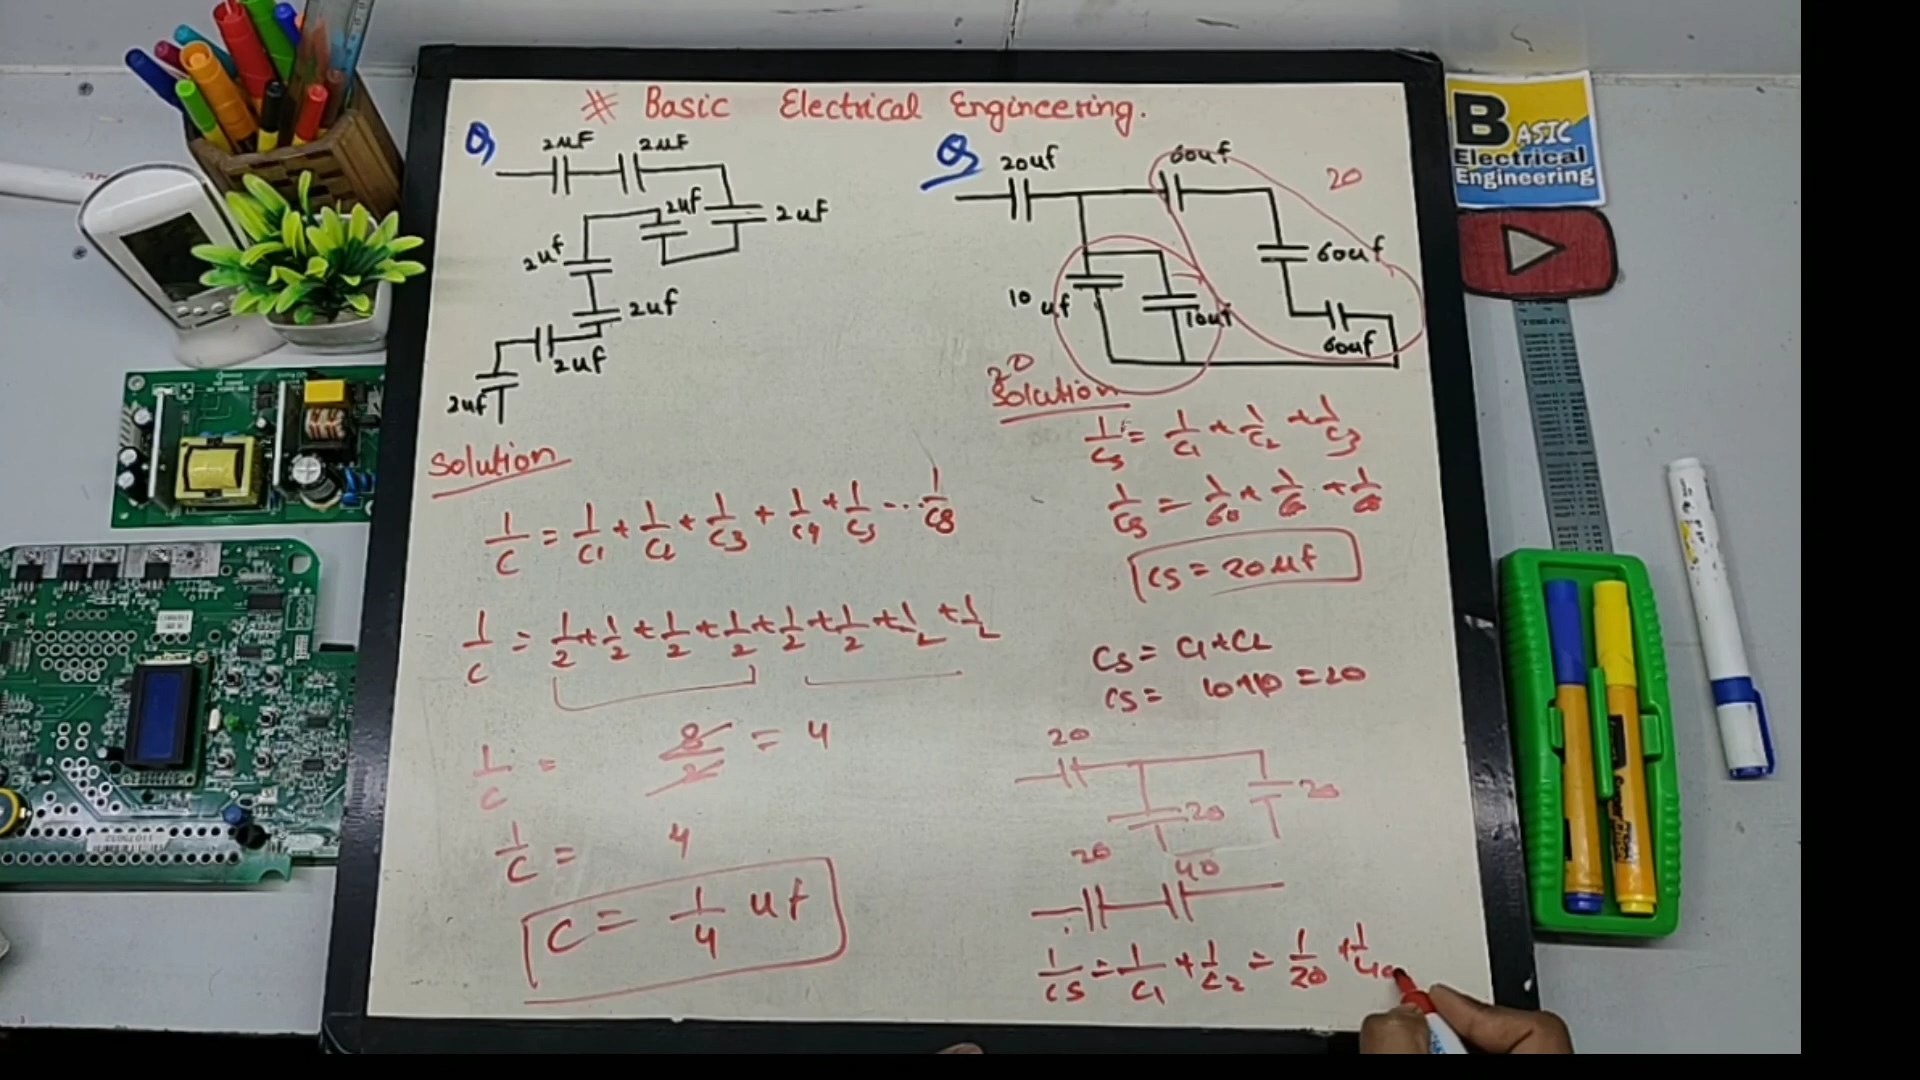 # Basic Electrical Engineering.
Q
2uF 2uF
2uf 2uf
2uf
2uf
2uf
2uf
Solution
1/C = 1/C1 + 1/C2 + 1/C3 + 1/C4 + 1/C5 -... 1/C8
1/C = 1/2 + 1/2 + 1/2 + 1/2 + 1/2 + 1/2 + 1/2 + 1/2
1/C = 8/2 = 4
1/C = 4
C = 1/4 uf
Q
20uf 60uf 20
60uf
10 uf 10uf
60uf
20
Solution
1/Cs = 1/C1 + 1/C2 + 1/C3
1/Cs = 1/60 + 1/60 + 1/60
Cs = 20uf
Cs = C1+C2
Cs = 10+10 = 20
20
20 20
20 40
1/CS = 1/C1 + 1/C2 = 1/20 + 1/40
BASIC
Electrical
Engineering